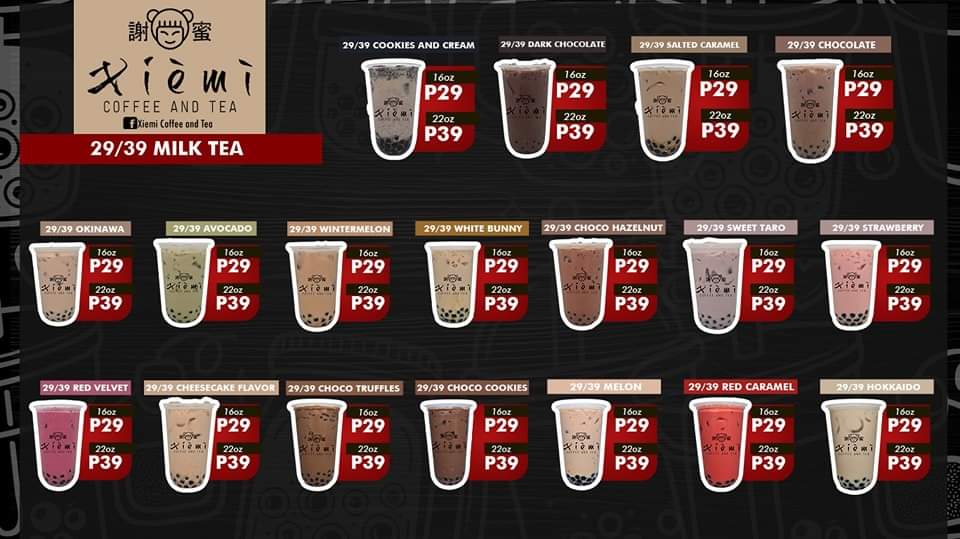 謝 蜜
xièmì
COFFEE AND TEA
f Xiemi Coffee and Tea
29/39 MILK TEA
29/39 COOKIES AND CREAM
16oz
P29
22oz
P39
29/39 DARK CHOCOLATE
16oz
P29
22oz
P39
29/39 SALTED CARAMEL
16oz
P29
22oz
P39
29/39 CHOCOLATE
16oz
P29
22oz
P39
29/39 OKINAWA
16oz
P29
22oz
P39
29/39 AVOCADO
16oz
P29
22oz
P39
29/39 WINTERMELON
16oz
P29
22oz
P39
29/39 WHITE BUNNY
16oz
P29
22oz
P39
29/39 CHOCO HAZELNUT
16oz
P29
22oz
P39
29/39 SWEET TARO
16oz
P29
22oz
P39
29/39 STRAWBERRY
16oz
P29
22oz
P39
29/39 RED VELVET
16oz
P29
22oz
P39
29/39 CHEESECAKE FLAVOR
16oz
P29
22oz
P39
29/39 CHOCO TRUFFLES
16oz
P29
22oz
P39
29/39 CHOCO COOKIES
16oz
P29
22oz
P39
29/39 MELON
16oz
P29
22oz
P39
29/39 RED CARAMEL
16oz
P29
22oz
P39
29/39 HOKKAIDO
16oz
P29
22oz
P39